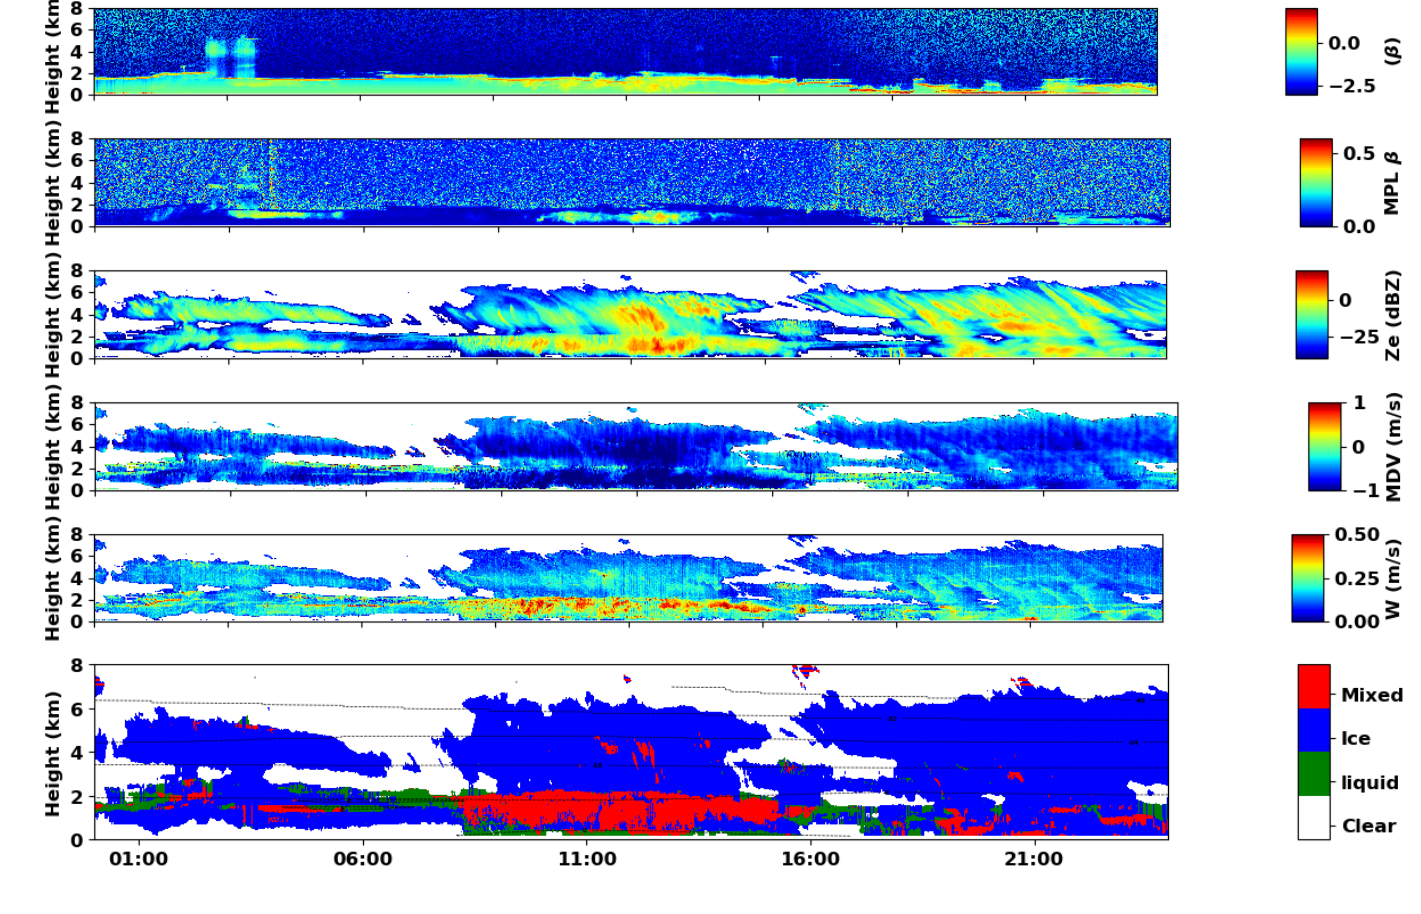 8
6
4
2
0
Height (km)
0.0
−2.5
(β)
8
6
4
2
0
Height (km)
0.5
0.0
MPL β
8
6
4
2
0
Height (km)
0
−25
Ze (dBZ)
8
6
4
2
0
Height (km)
1
0
−1
MDV (m/s)
8
6
4
2
0
Height (km)
0.50
0.25
0.00
W (m/s)
8
6
4
2
0
Height (km)
Mixed
Ice
liquid
Clear
01:00 06:00 11:00 16:00 21:00